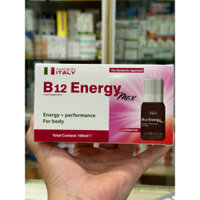 MADE IN
ITALY
The Metabolic Approach
B12 Energy Max
Food Supplement
Energy + performance
For body
B12 Energy
Total Content 100ml℮